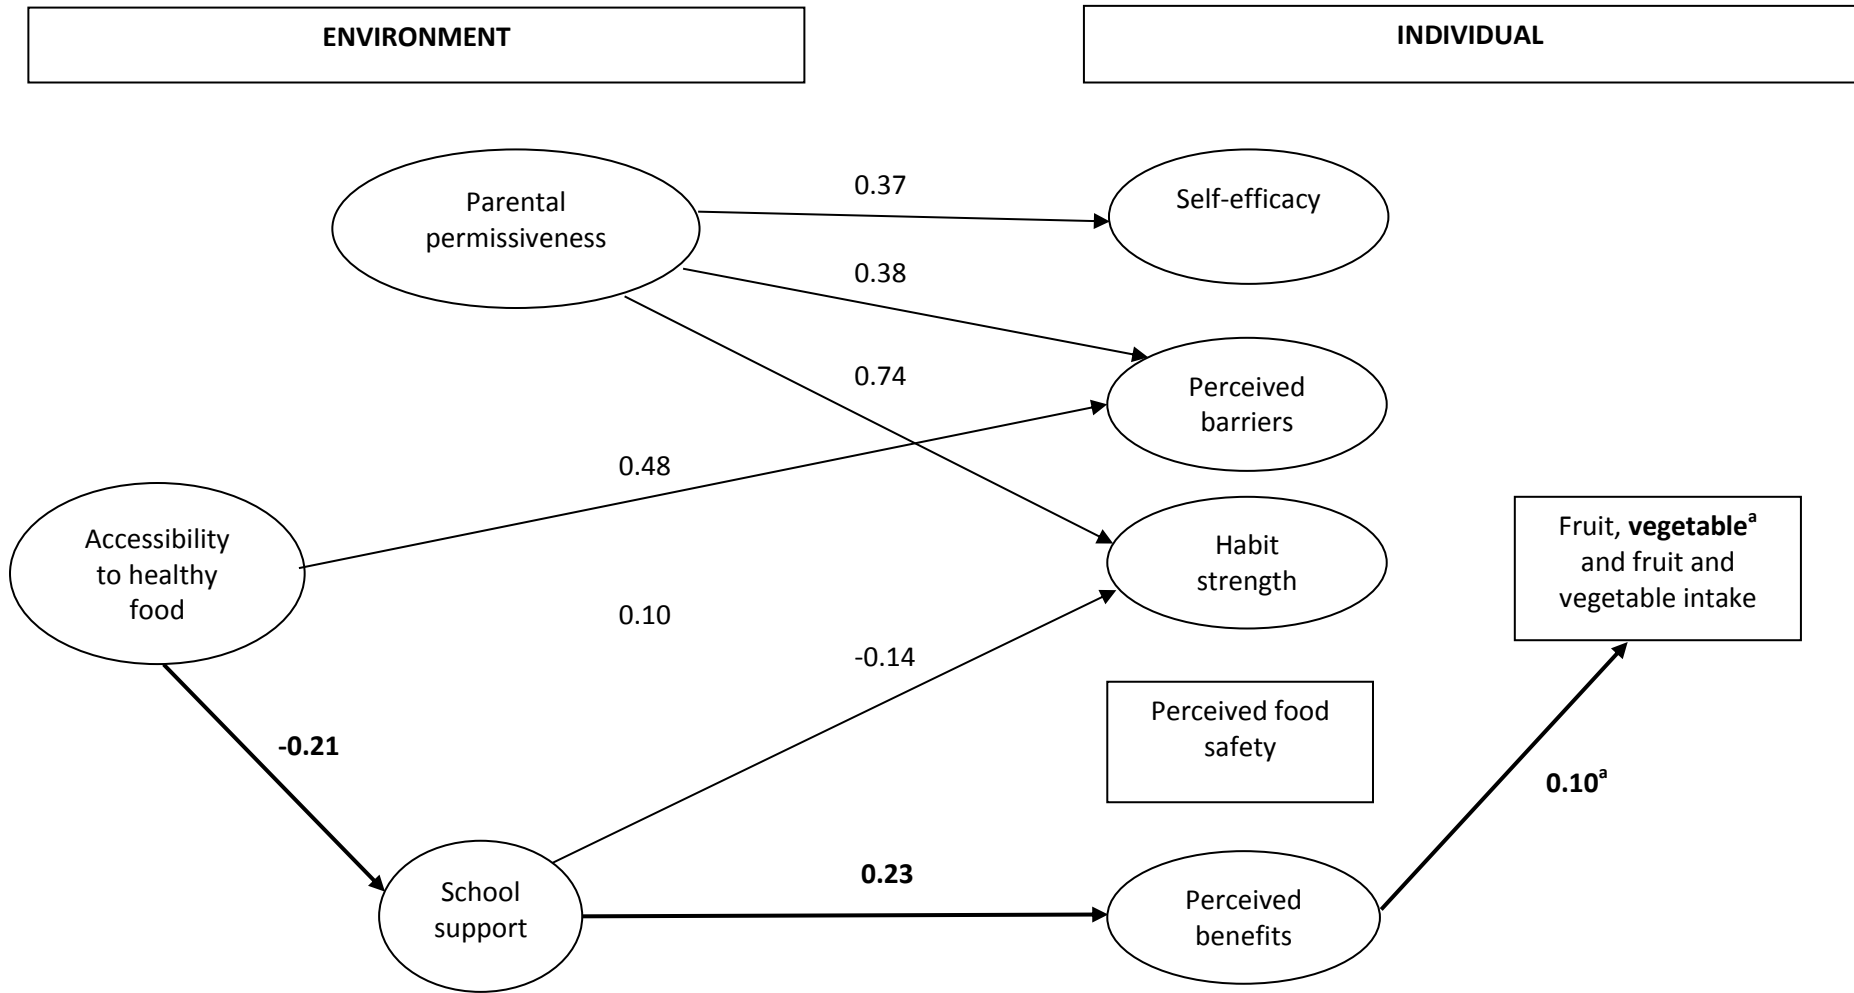 ENVIRONMENT
INDIVIDUAL
Parental
permissiveness
0.37
Self-efficacy
0.38
0.74
Perceived
barriers
0.48
Accessibility
to healthy
food
0.10
Habit
strength
Fruit, vegetableᵃ
and fruit and
vegetable intake
-0.14
Perceived food
safety
-0.21
0.10ᵃ
School
support
0.23
Perceived
benefits